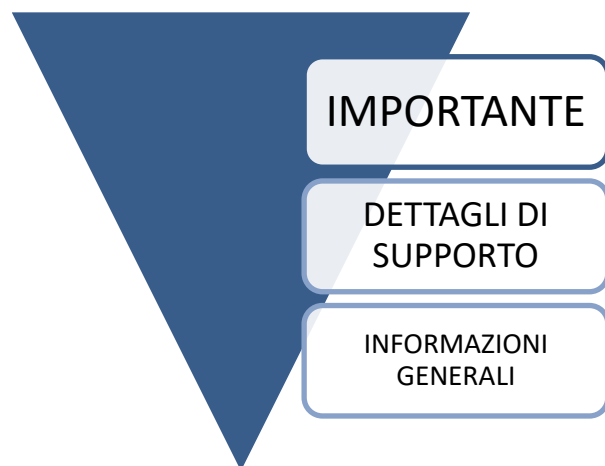 IMPORTANTE
DETTAGLI DI
SUPPORTO
INFORMAZIONI
GENERALI